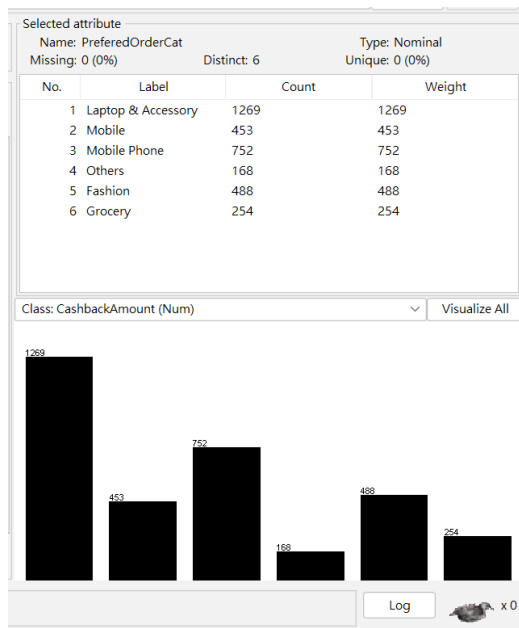 Selected attribute
Name: PreferedOrderCat Type: Nominal
Missing: 0 (0%) Distinct: 6 Unique: 0 (0%)
No. Label Count Weight
1 Laptop & Accessory 1269 1269
2 Mobile 453 453
3 Mobile Phone 752 752
4 Others 168 168
5 Fashion 488 488
6 Grocery 254 254
Class: CashbackAmount (Num) Visualize All
1269
752
488
453
254
168
Log x 0